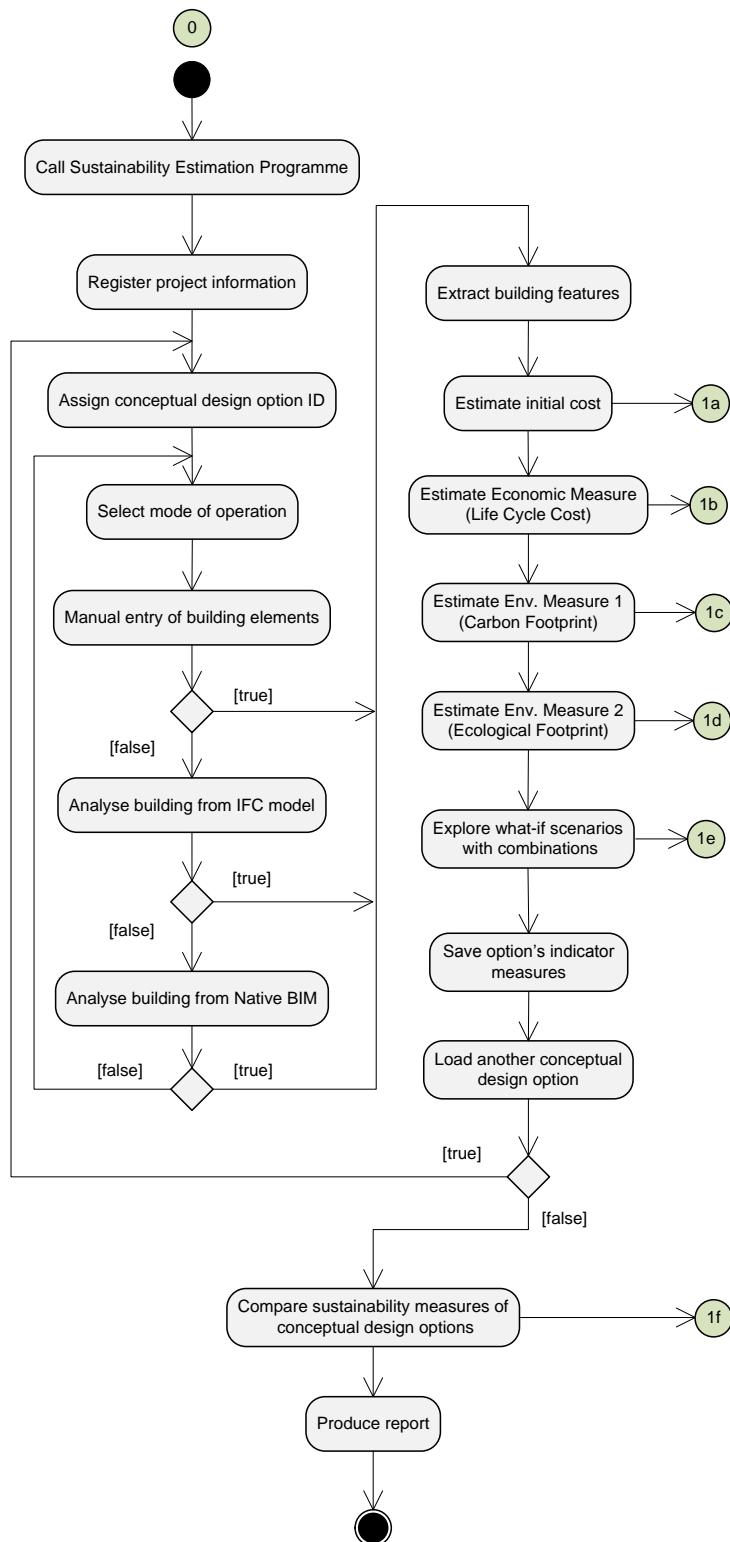 0
Call Sustainability Estimation Programme
Register project information
Assign conceptual design option ID
Select mode of operation
Manual entry of building elements
[true]
[false]
Analyse building from IFC model
[true]
[false]
Analyse building from Native BIM
[false]
[true]
Extract building features
Estimate initial cost
1a
Estimate Economic Measure
(Life Cycle Cost)
1b
Estimate Env. Measure 1
(Carbon Footprint)
1c
Estimate Env. Measure 2
(Ecological Footprint)
1d
Explore what-if scenarios
with combinations
1e
Save option’s indicator
measures
Load another conceptual
design option
[true]
[false]
Compare sustainability measures of
conceptual design options
1f
Produce report